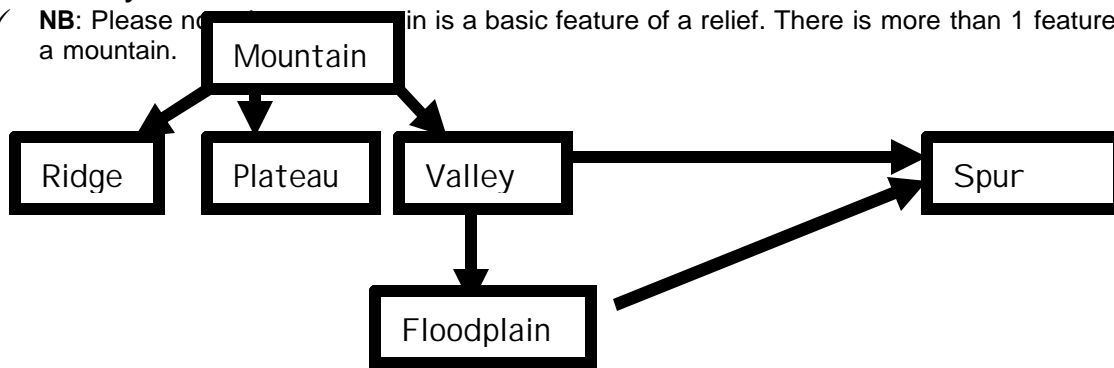 NB: Please no in is a basic feature of a relief. There is more than 1 feature
a mountain.
Mountain
Ridge
Plateau
Valley
Spur
Floodplain